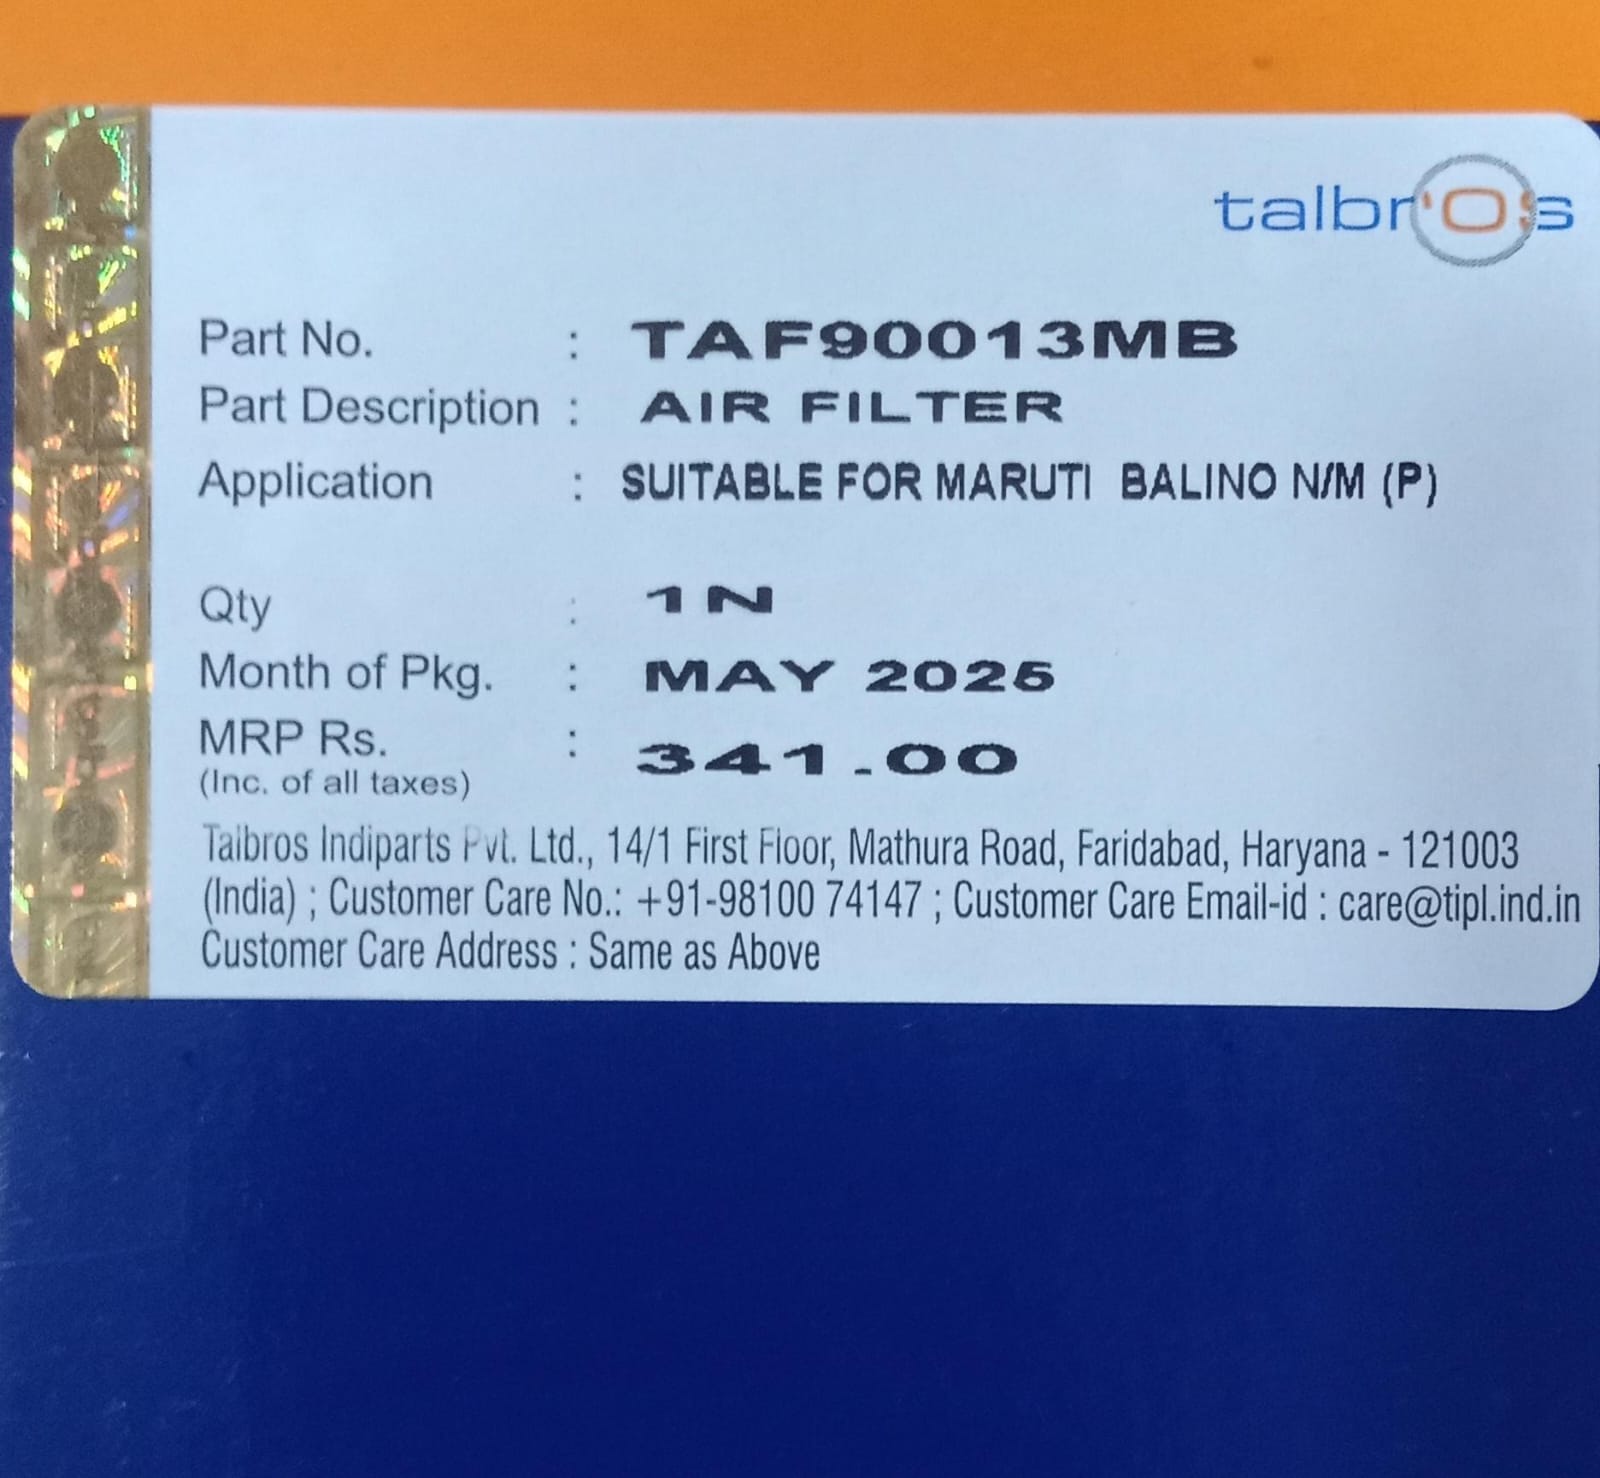 talbr'O's
Part No. : TAF90013MB
Part Description : AIR FILTER
Application : SUITABLE FOR MARUTI BALINO N/M (P)
Qty : 1N
Month of Pkg. : MAY 2025
MRP Rs. : 341.00
(Inc. of all taxes)
Talbros Indiparts Pvt. Ltd., 14/1 First Floor, Mathura Road, Faridabad, Haryana - 121003
(India) ; Customer Care No.: +91-98100 74147 ; Customer Care Email-id : care@tipl.ind.in
Customer Care Address : Same as Above